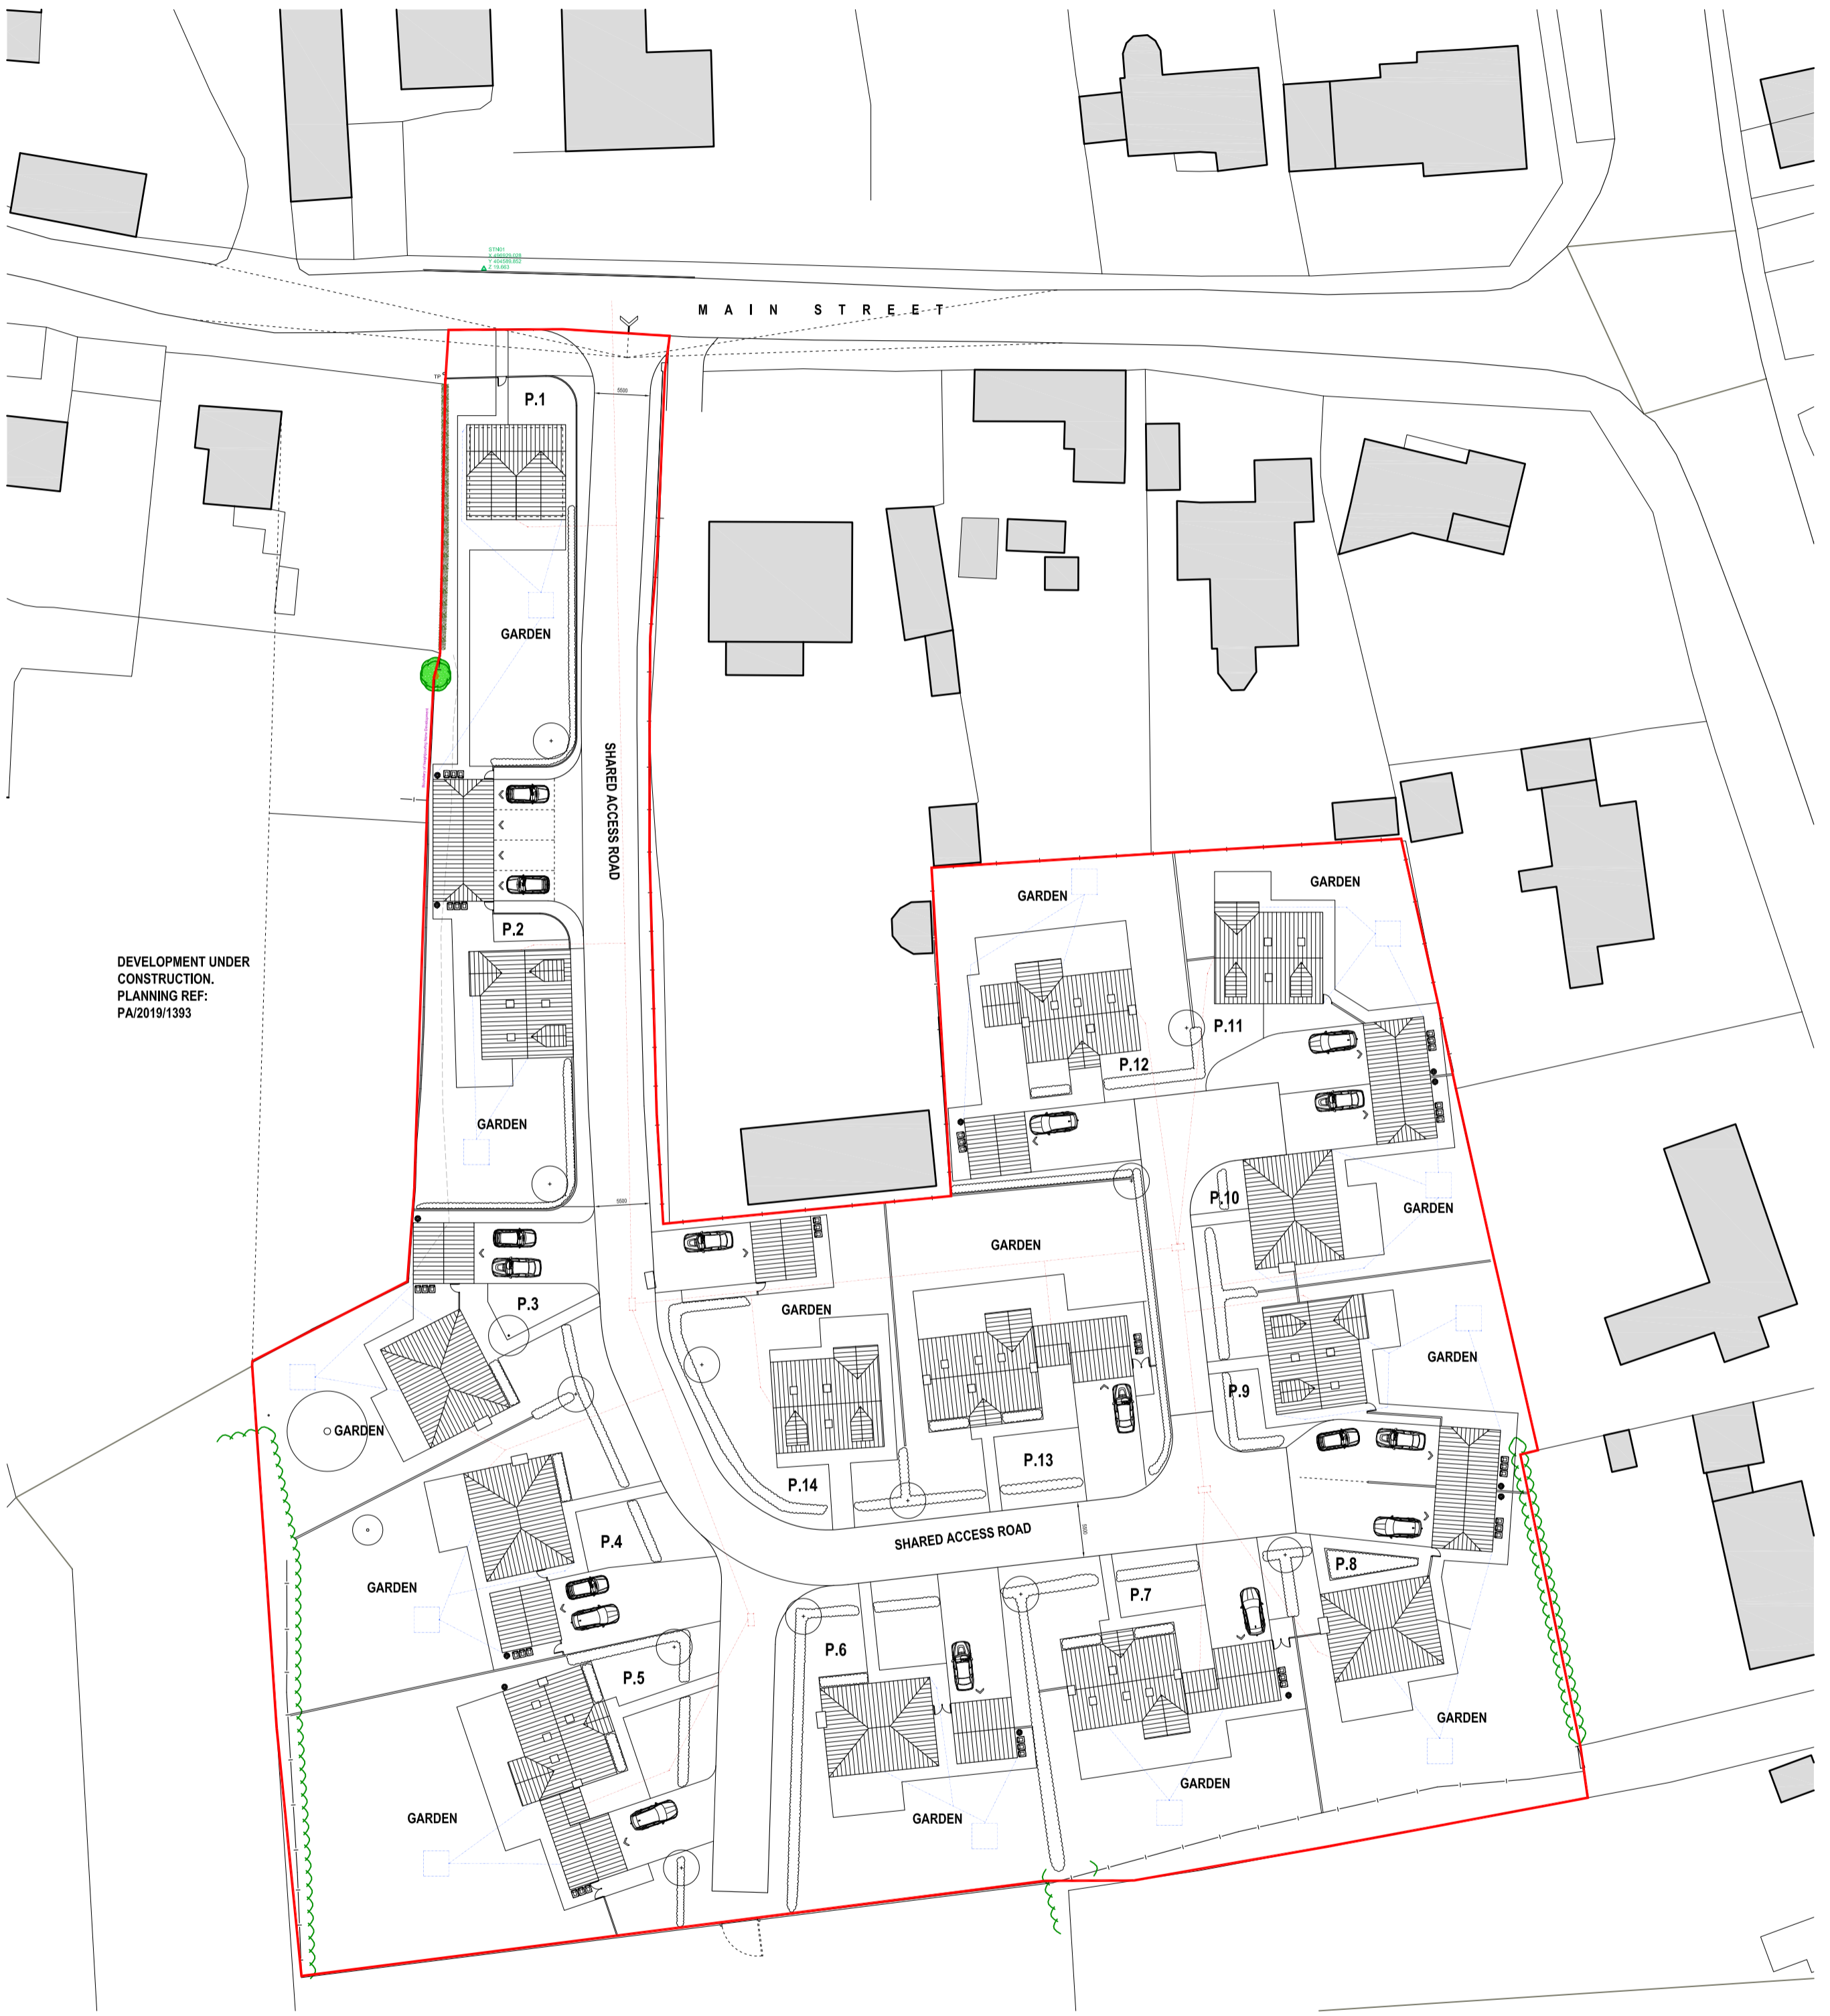 STN01
MAIN STREET
TP
5500
P.1
GARDEN
SHARED ACCESS ROAD
P.2
GARDEN
GARDEN
DEVELOPMENT UNDER
CONSTRUCTION.
PLANNING REF:
PA/2019/1393
P.11
P.12
GARDEN
5500
P.10
GARDEN
GARDEN
P.3
GARDEN
GARDEN
P.9
GARDEN
P.13
P.14
SHARED ACCESS ROAD
P.4
GARDEN
P.8
P.7
P.6
P.5
GARDEN
GARDEN
GARDEN
GARDEN